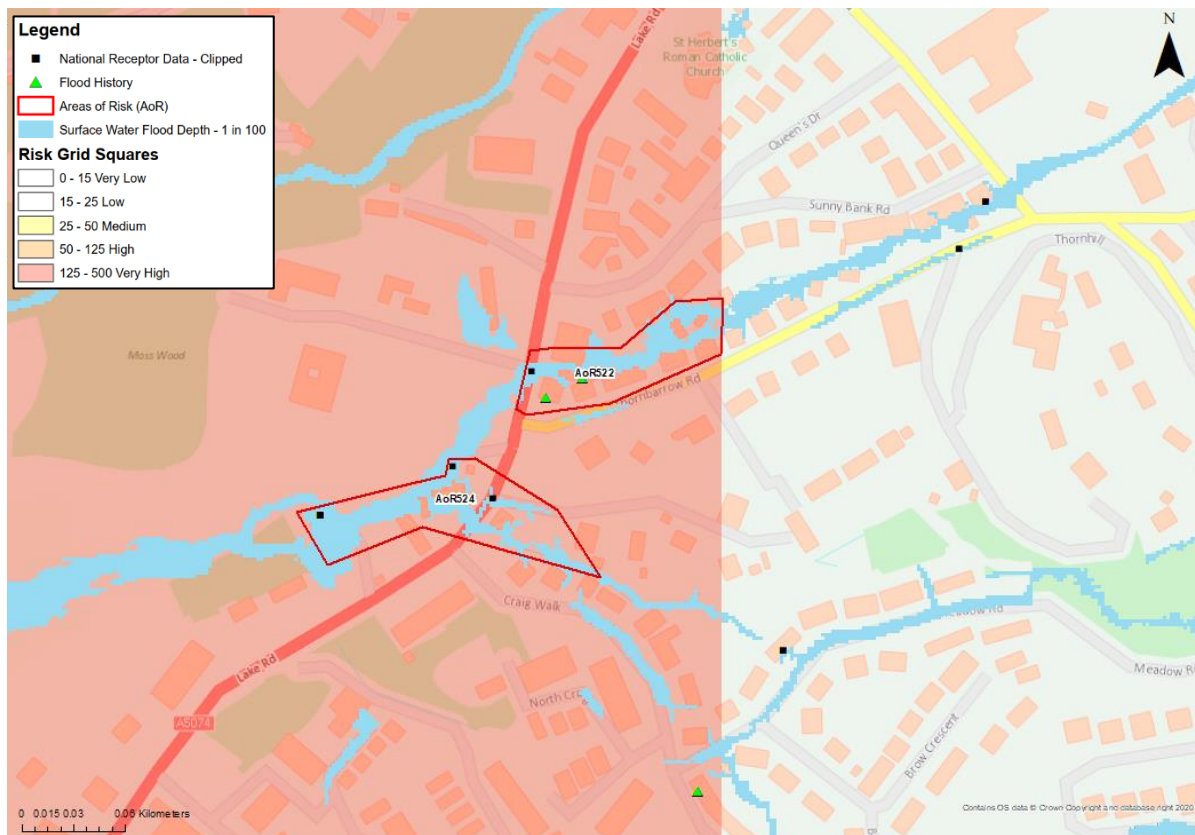 Legend
National Receptor Data - Clipped
Flood History
Areas of Risk (AoR)
Surface Water Flood Depth - 1 in 100
Risk Grid Squares
0 - 15 Very Low
15 - 25 Low
25 - 50 Medium
50 - 125 High
125 - 500 Very High
N
Lake Rd
St Herbert's
Roman Catholic
Church
Queen's Dr
Sunny Bank Rd
Thornhill
Moss Wood
AoR522
Thornbarrow Rd
AoR524
Craig Walk
Meadow Rd
Meadow R
Lake Rd
North Cr
A5074
Brow Crescent
0 0.015 0.03 0.06 Kilometers
Contains OS data © Crown Copyright and database right 2020